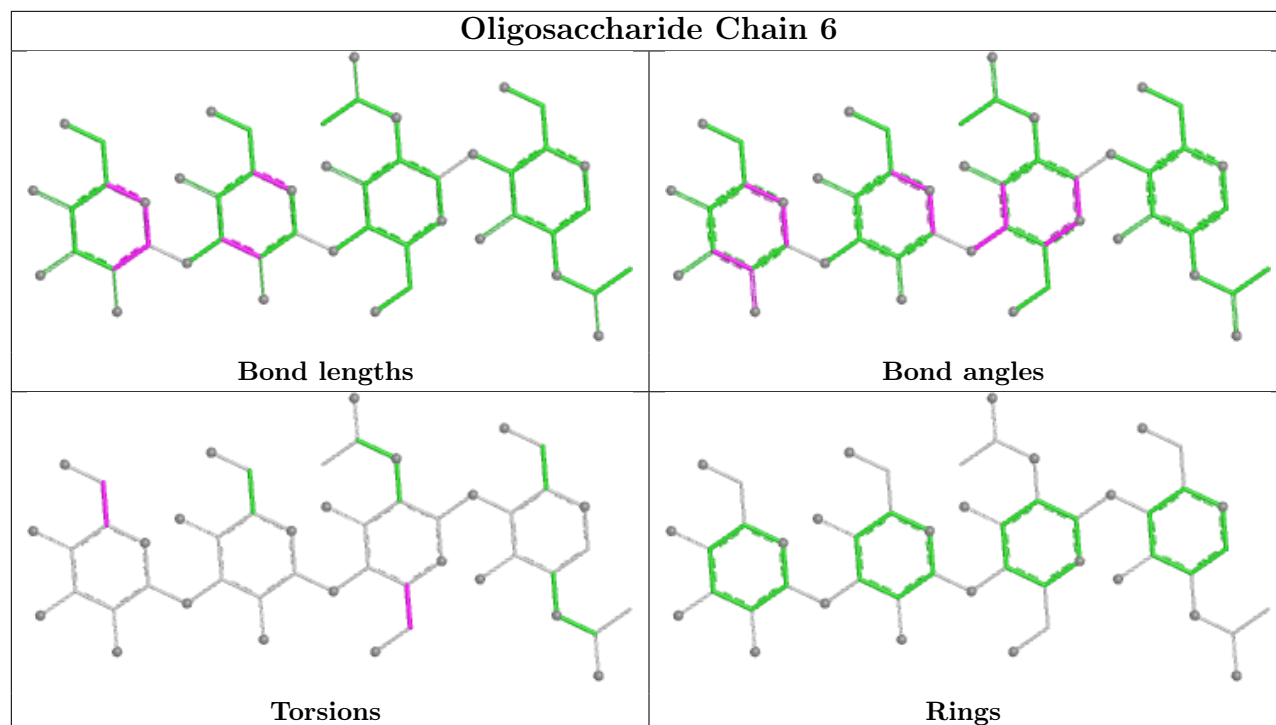 Oligosaccharide Chain 6
Bond lengths
Bond angles
Torsions
Rings